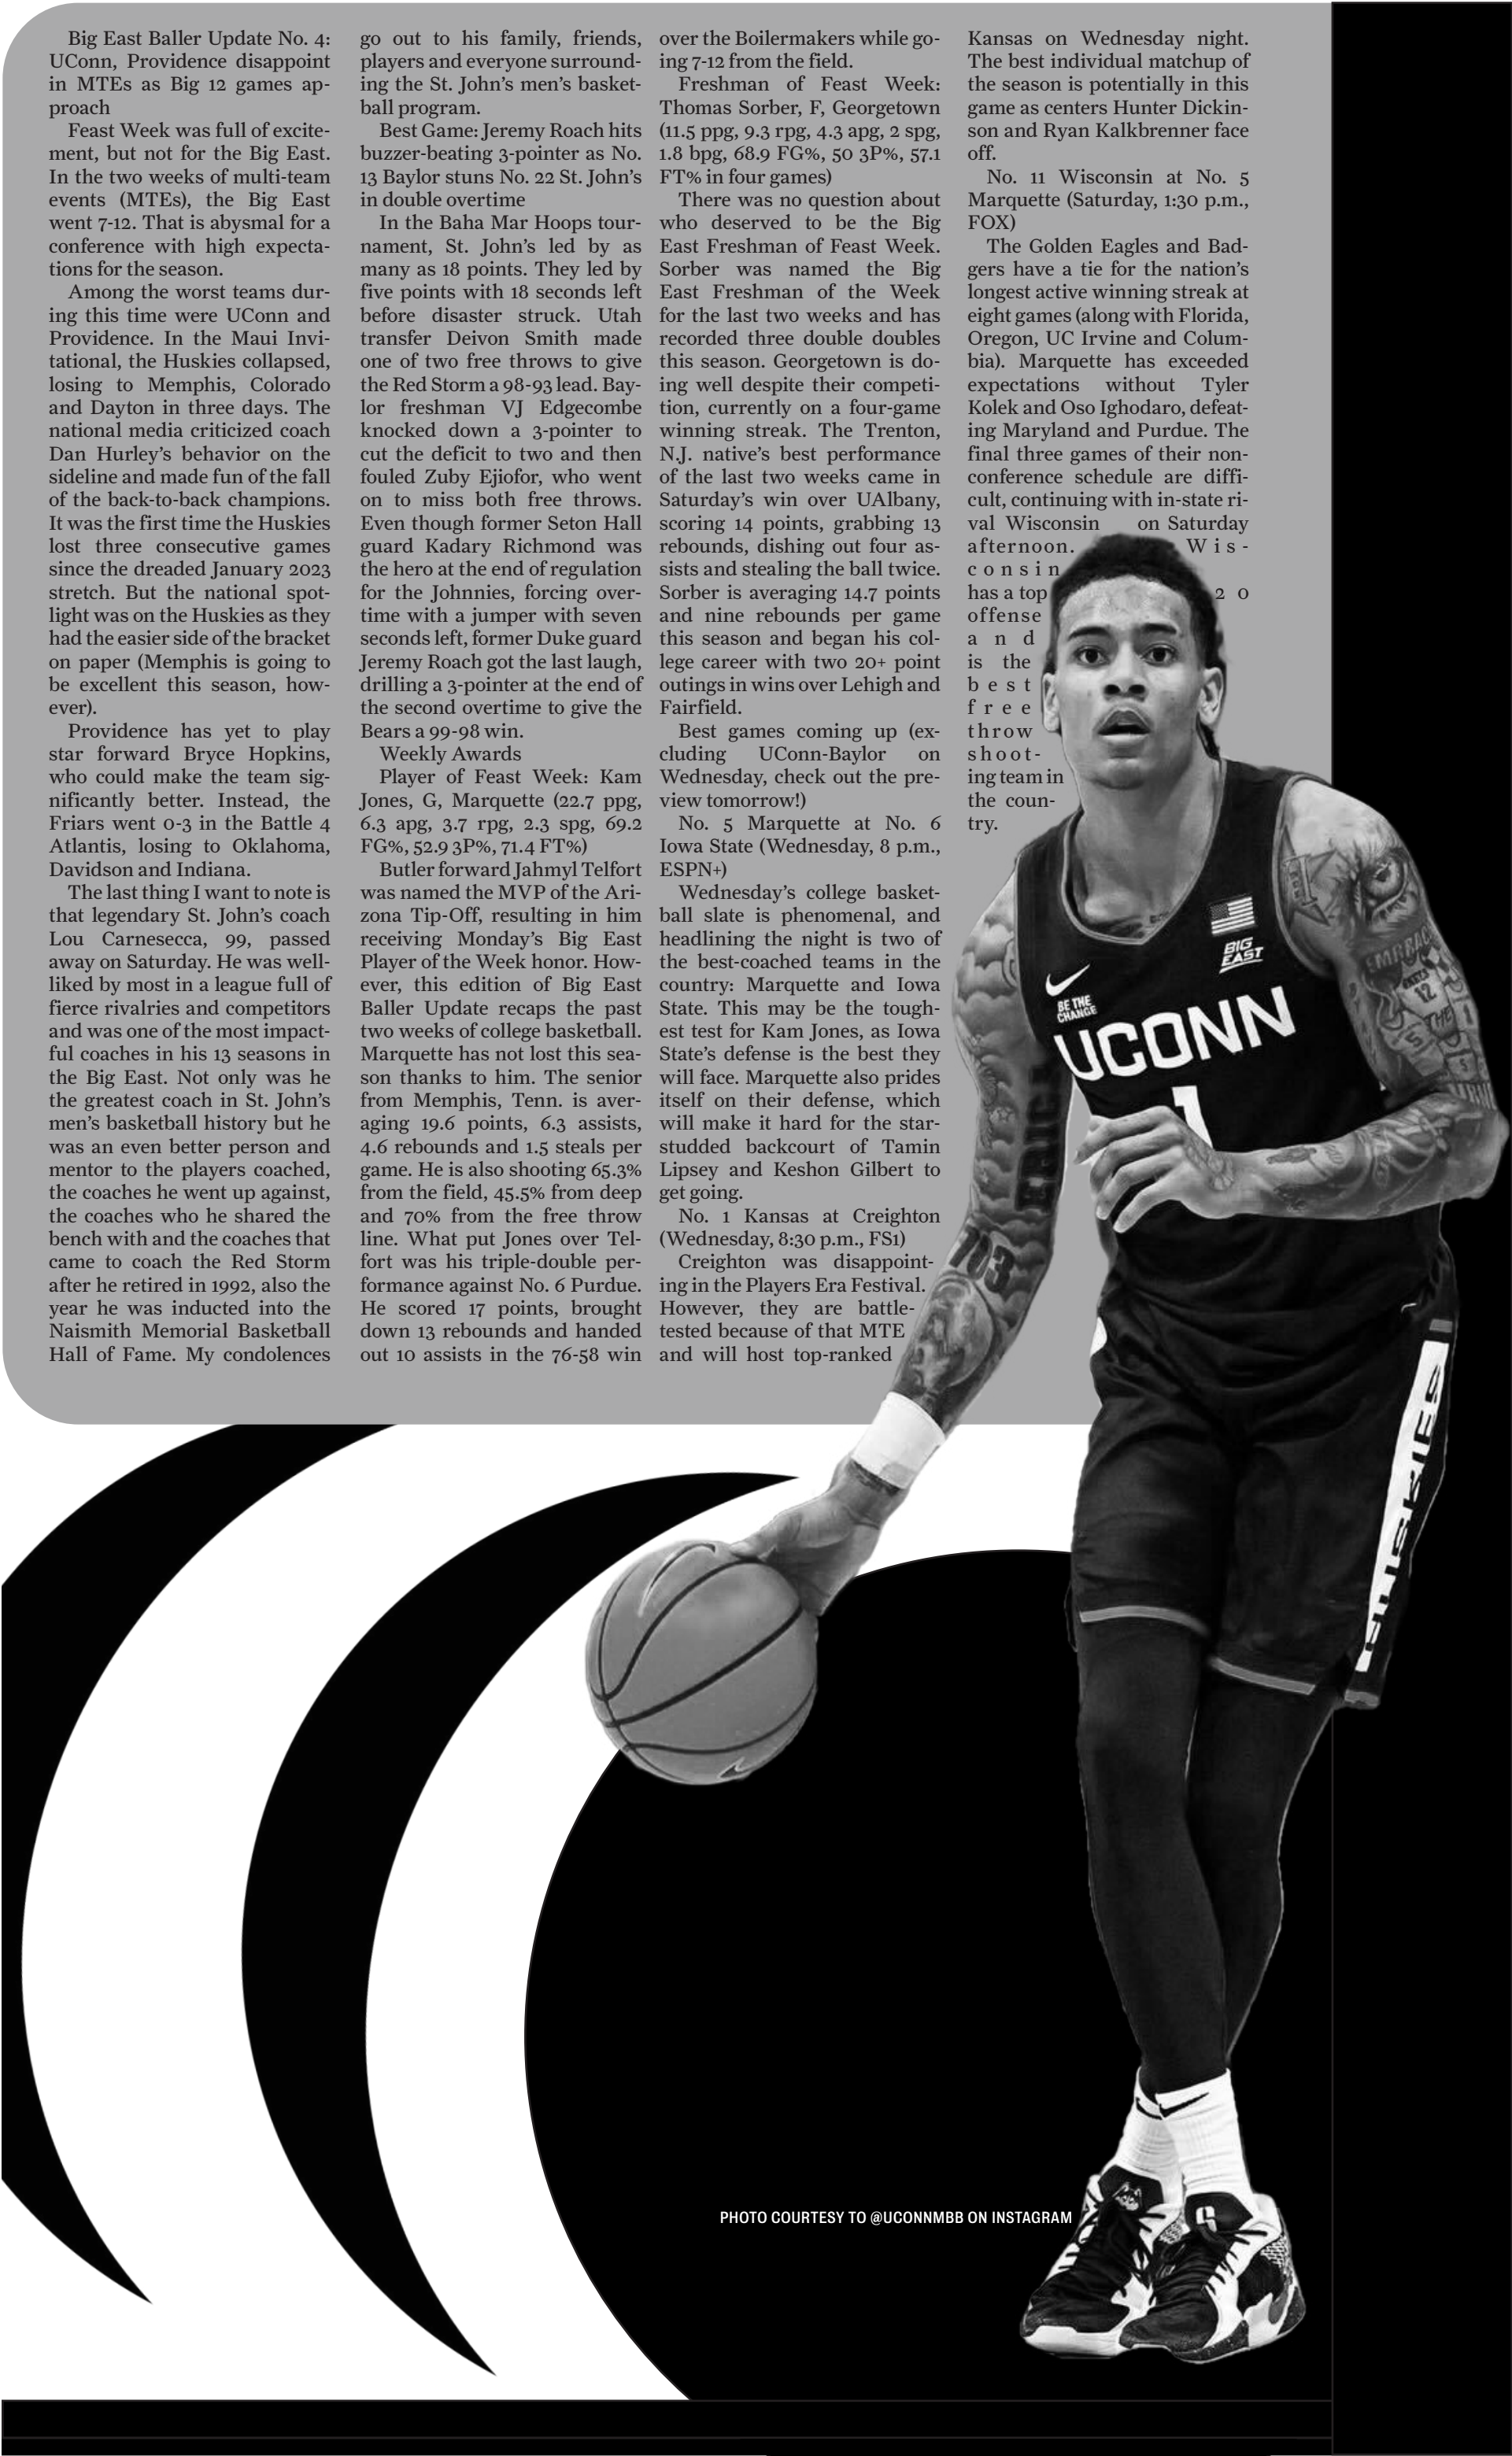 Big East Baller Update No. 4:
UConn, Providence disappoint
in MTEs as Big 12 games ap-
proach
Feast Week was full of excite-
ment, but not for the Big East.
In the two weeks of multi-team
events (MTEs), the Big East
went 7-12. That is abysmal for a
conference with high expecta-
tions for the season.
Among the worst teams dur-
ing this time were UConn and
Providence. In the Maui Invi-
tational, the Huskies collapsed,
losing to Memphis, Colorado
and Dayton in three days. The
national media criticized coach
Dan Hurley’s behavior on the
sideline and made fun of the fall
of the back-to-back champions.
It was the first time the Huskies
lost three consecutive games
since the dreaded January 2023
stretch. But the national spot-
light was on the Huskies as they
had the easier side of the bracket
on paper (Memphis is going to
be excellent this season, how-
ever).
Providence has yet to play
star forward Bryce Hopkins,
who could make the team sig-
nificantly better. Instead, the
Friars went 0-3 in the Battle 4
Atlantis, losing to Oklahoma,
Davidson and Indiana.
The last thing I want to note is
that legendary St. John’s coach
Lou Carnesecca, 99, passed
away on Saturday. He was well-
liked by most in a league full of
fierce rivalries and competitors
and was one of the most impact-
ful coaches in his 13 seasons in
the Big East. Not only was he
the greatest coach in St. John’s
men’s basketball history but he
was an even better person and
mentor to the players coached,
the coaches he went up against,
the coaches who he shared the
bench with and the coaches that
came to coach the Red Storm
after he retired in 1992, also the
year he was inducted into the
Naismith Memorial Basketball
Hall of Fame. My condolences
go out to his family, friends,
players and everyone surround-
ing the St. John’s men’s basket-
ball program.
Best Game: Jeremy Roach hits
buzzer-beating 3-pointer as No.
13 Baylor stuns No. 22 St. John’s
in double overtime
In the Baha Mar Hoops tour-
nament, St. John’s led by as
many as 18 points. They led by
five points with 18 seconds left
before disaster struck. Utah
transfer Deivon Smith made
one of two free throws to give
the Red Storm a 98-93 lead. Bay-
lor freshman VJ Edgecombe
knocked down a 3-pointer to
cut the deficit to two and then
fouled Zuby Ejiofor, who went
on to miss both free throws.
Even though former Seton Hall
guard Kadary Richmond was
the hero at the end of regulation
for the Johnnies, forcing over-
time with a jumper with seven
seconds left, former Duke guard
Jeremy Roach got the last laugh,
drilling a 3-pointer at the end of
the second overtime to give the
Bears a 99-98 win.
Weekly Awards
Player of Feast Week: Kam
Jones, G, Marquette (22.7 ppg,
6.3 apg, 3.7 rpg, 2.3 spg, 69.2
FG%, 52.9 3P%, 71.4 FT%)
Butler forward Jahmyl Telfort
was named the MVP of the Ari-
zona Tip-Off, resulting in him
receiving Monday’s Big East
Player of the Week honor. How-
ever, this edition of Big East
Baller Update recaps the past
two weeks of college basketball.
Marquette has not lost this sea-
son thanks to him. The senior
from Memphis, Tenn. is aver-
aging 19.6 points, 6.3 assists,
4.6 rebounds and 1.5 steals per
game. He is also shooting 65.3%
from the field, 45.5% from deep
and 70% from the free throw
line. What put Jones over Tel-
fort was his triple-double per-
formance against No. 6 Purdue.
He scored 17 points, brought
down 13 rebounds and handed
out 10 assists in the 76-58 win
over the Boilermakers while go-
ing 7-12 from the field.
Freshman of Feast Week:
Thomas Sorber, F, Georgetown
(11.5 ppg, 9.3 rpg, 4.3 apg, 2 spg,
1.8 bpg, 68.9 FG%, 50 3P%, 57.1
FT% in four games)
There was no question about
who deserved to be the Big
East Freshman of Feast Week.
Sorber was named the Big
East Freshman of the Week
for the last two weeks and has
recorded three double doubles
this season. Georgetown is do-
ing well despite their competi-
tion, currently on a four-game
winning streak. The Trenton,
N.J. native’s best performance
of the last two weeks came in
Saturday’s win over UAlbany,
scoring 14 points, grabbing 13
rebounds, dishing out four as-
sists and stealing the ball twice.
Sorber is averaging 14.7 points
and nine rebounds per game
this season and began his col-
lege career with two 20+ point
outings in wins over Lehigh and
Fairfield.
Best games coming up (ex-
cluding UConn-Baylor on
Wednesday, check out the pre-
view tomorrow!)
No. 5 Marquette at No. 6
Iowa State (Wednesday, 8 p.m.,
ESPN+)
Wednesday’s college basket-
ball slate is phenomenal, and
headlining the night is two of
the best-coached teams in the
country: Marquette and Iowa
State. This may be the tough-
est test for Kam Jones, as Iowa
State’s defense is the best they
will face. Marquette also prides
itself on their defense, which
will make it hard for the star-
studded backcourt of Tamin
Lipsey and Keshon Gilbert to
get going.
No. 1 Kansas at Creighton
(Wednesday, 8:30 p.m., FS1)
Creighton was disappoint-
ing in the Players Era Festival.
However, they are battle-
tested because of that MTE
and will host top-ranked
Kansas on Wednesday night.
The best individual matchup of
the season is potentially in this
game as centers Hunter Dickin-
son and Ryan Kalkbrenner face
off.
No. 11 Wisconsin at No. 5
Marquette (Saturday, 1:30 p.m.,
FOX)
The Golden Eagles and Bad-
gers have a tie for the nation’s
longest active winning streak at
eight games (along with Florida,
Oregon, UC Irvine and Colum-
bia). Marquette has exceeded
expectations without Tyler
Kolek and Oso Ighodaro, defeat-
ing Maryland and Purdue. The
final three games of their non-
conference schedule are diffi-
cult, continuing with in-state ri-
val Wisconsin on Saturday
afternoon. Wis-
consin
has a top 20
offense
and
is the
best
free
throw
shoot-
ing team in
the coun-
try.
BIG
EAST
BE THE
CHANGE
UCONN
1
703
HUSKIES
PHOTO COURTESY TO @UCONNMBB ON INSTAGRAM